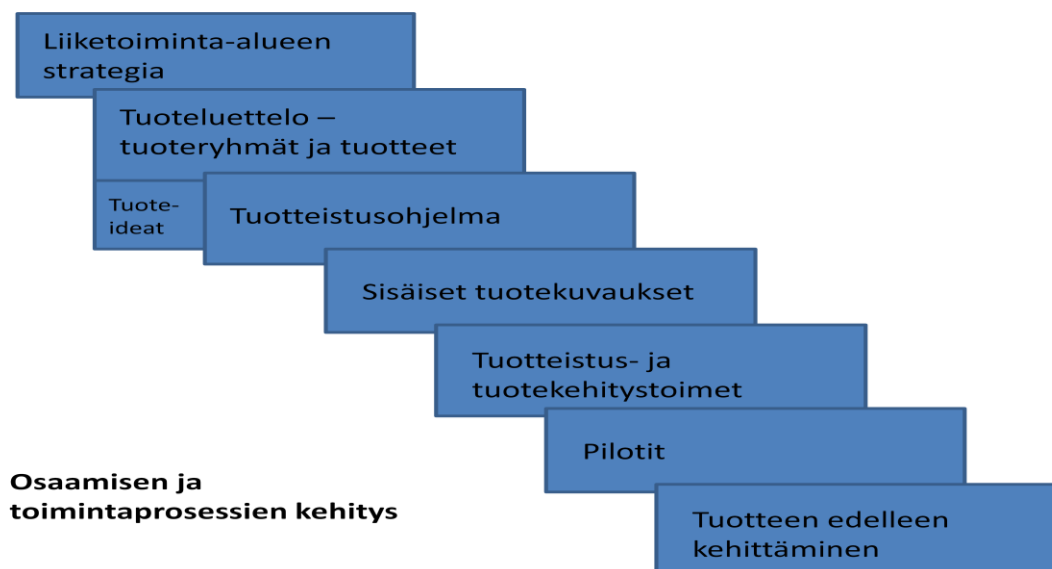 Liiketoiminta-alueen
strategia
Tuoteluettelo –
tuoteryhmät ja tuotteet
Tuote-
ideat
Tuotteistusohjelma
Sisäiset tuotekuvaukset
Tuotteistus- ja
tuotekehitystoimet
Pilotit
Osaamisen ja
toimintaprosessien kehitys
Tuotteen edelleen
kehittäminen